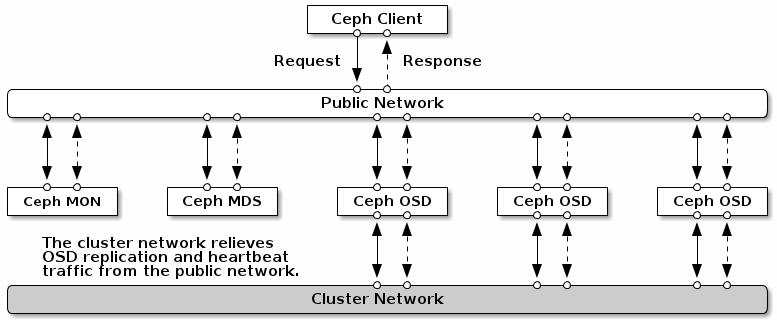 Ceph Client
Request
Response
Public Network
Ceph MON
Ceph MDS
Ceph OSD
Ceph OSD
Ceph OSD
The cluster network relieves
OSD replication and heartbeat
traffic from the public network.
Cluster Network